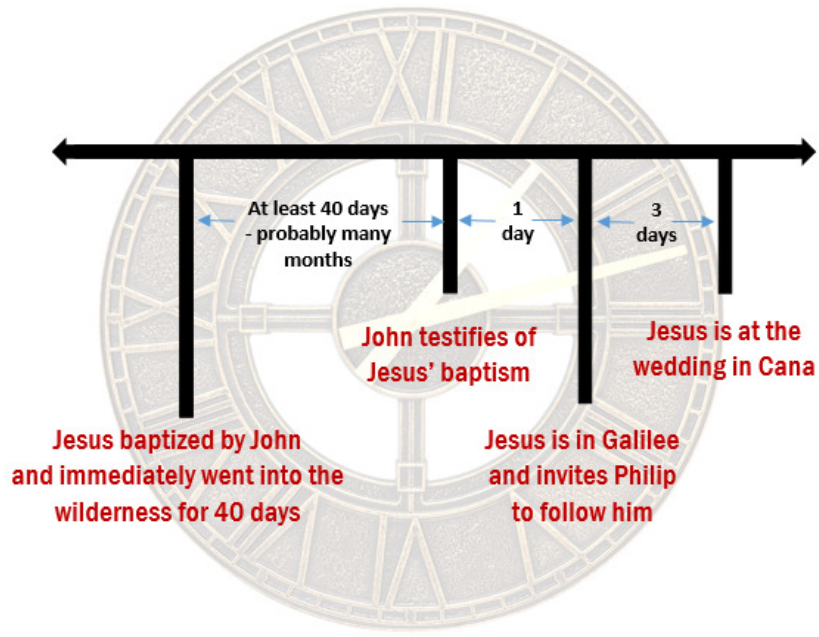 At least 40 days
- probably many
months
1
day
3
days
John testifies of
Jesus’ baptism
Jesus is at the
wedding in Cana
Jesus baptized by John
and immediately went into the
wilderness for 40 days
Jesus is in Galilee
and invites Philip
to follow him